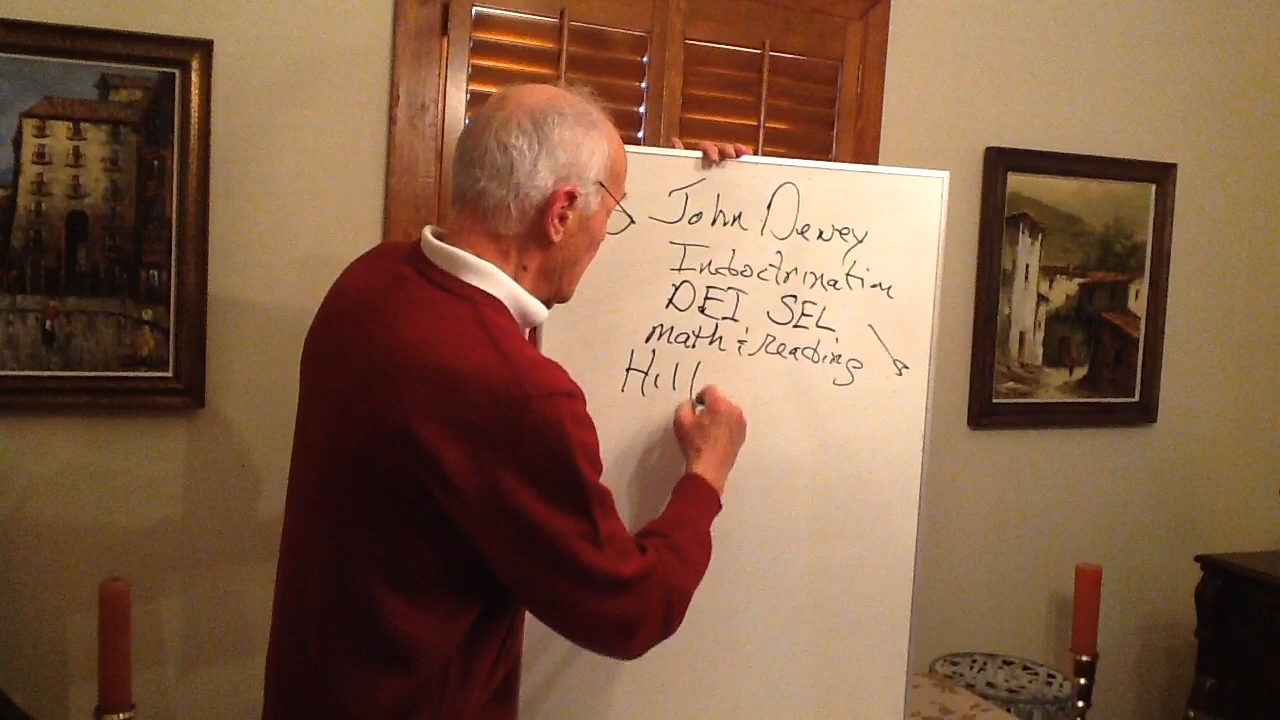 John Dewey
Indoctrination
DEI SEL
math & reading
Hill